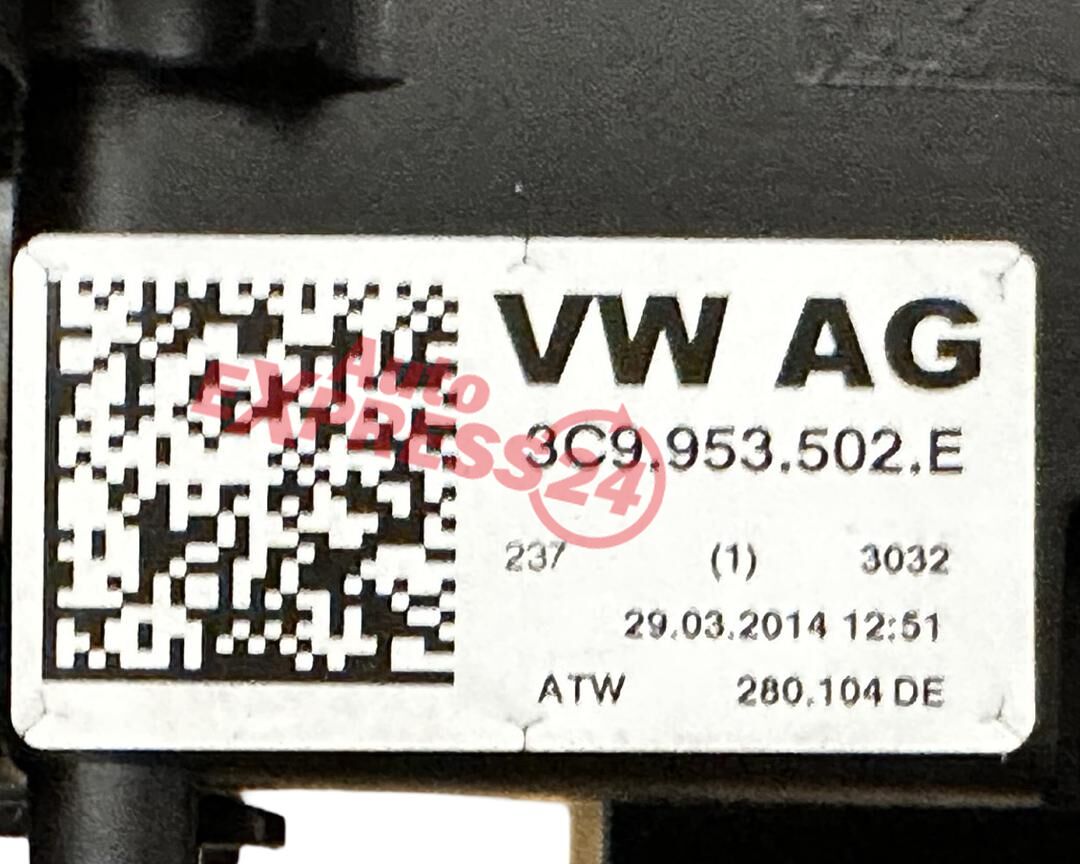 VW AG
3C9.953.502.E
237 (1) 3032
29.03.2014 12:51
ATW 280.104 DE
Auto
EXPRESS24